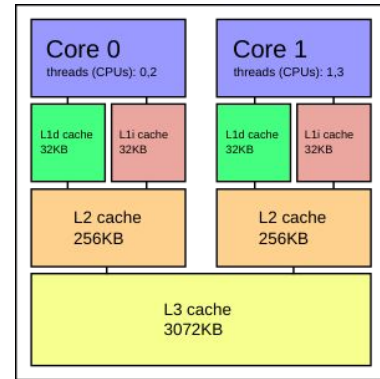 Core 0
threads (CPUs): 0,2
Core 1
threads (CPUs): 1,3
L1d cache
32KB
L1i cache
32KB
L1d cache
32KB
L1i cache
32KB
L2 cache
256KB
L2 cache
256KB
L3 cache
3072KB